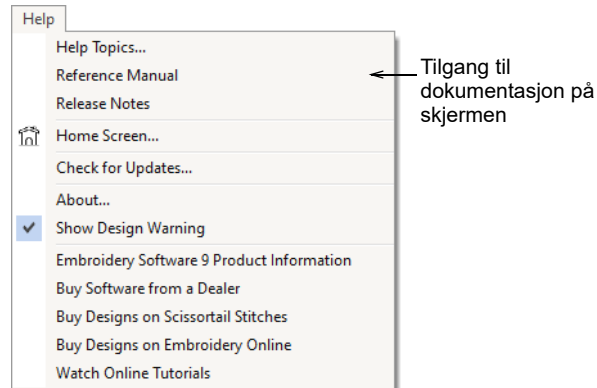 Help
Help Topics...
Reference Manual
Release Notes
Home Screen...
Check for Updates...
About...
Show Design Warning
Embroidery Software 9 Product Information
Buy Software from a Dealer
Buy Designs on Scissortail Stitches
Buy Designs on Embroidery Online
Watch Online Tutorials
Tilgang til
dokumentasjon på
skjermen